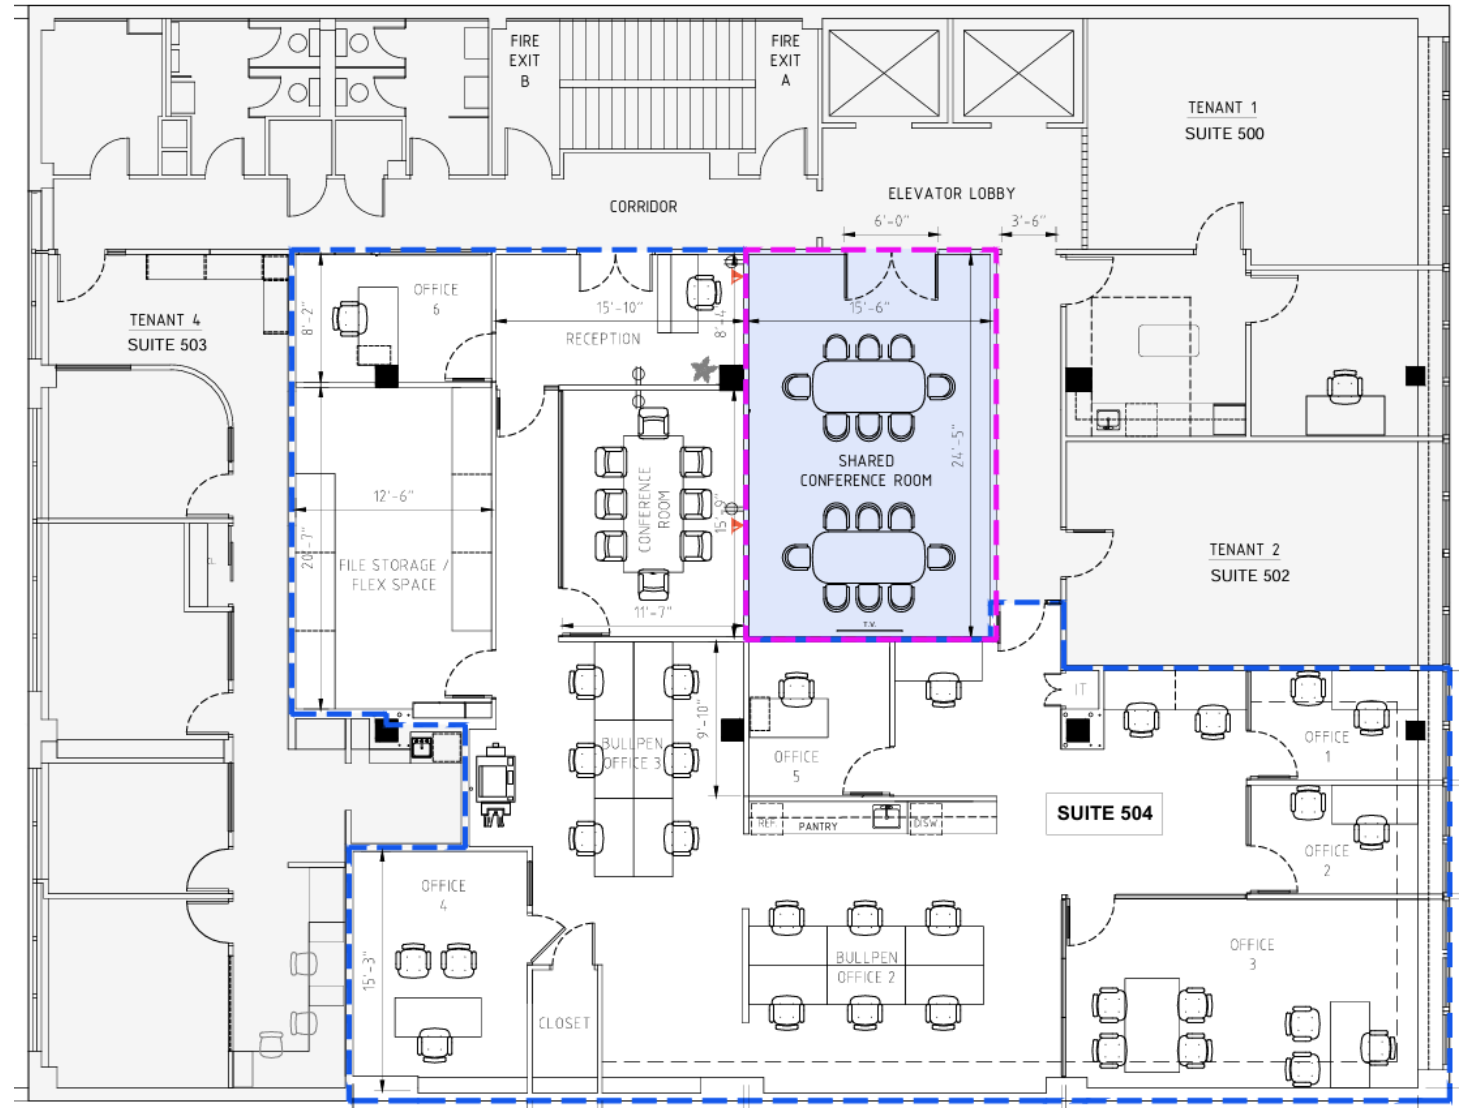 FIRE
EXIT
B
FIRE
EXIT
A
TENANT 1
SUITE 500
CORRIDOR
ELEVATOR LOBBY
6'-0"
3'-6"
OFFICE
6
8'-2"
15'-10"
RECEPTION
8'-4"
15'-6"
TENANT 4
SUITE 503
24'-5"
SHARED
CONFERENCE ROOM
12'-6"
CONFERENCE
ROOM
15'-9"
20'-7"
FILE STORAGE /
FLEX SPACE
TENANT 2
SUITE 502
P
11'-7"
T.V.
IT
9'-10"
BULLPEN
OFFICE 3
OFFICE
5
OFFICE
1
REF.
PANTRY
DISW.
SUITE 504
OFFICE
2
OFFICE
4
15'-3"
BULLPEN
OFFICE 2
OFFICE
3
CLOSET